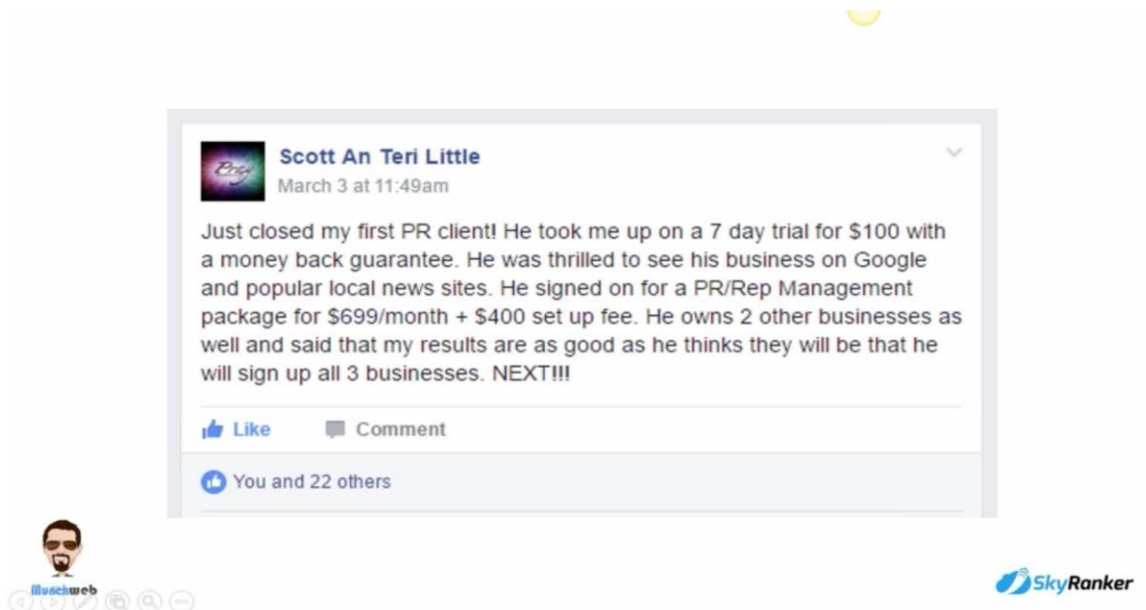 Scott An Teri Little
March 3 at 11:49am
Just closed my first PR client! He took me up on a 7 day trial for $100 with
a money back guarantee. He was thrilled to see his business on Google
and popular local news sites. He signed on for a PR/Rep Management
package for $699/month + $400 set up fee. He owns 2 other businesses as
well and said that my results are as good as he thinks they will be that he
will sign up all 3 businesses. NEXT!!!
Like Comment
You and 22 others
Munchweb
SkyRanker